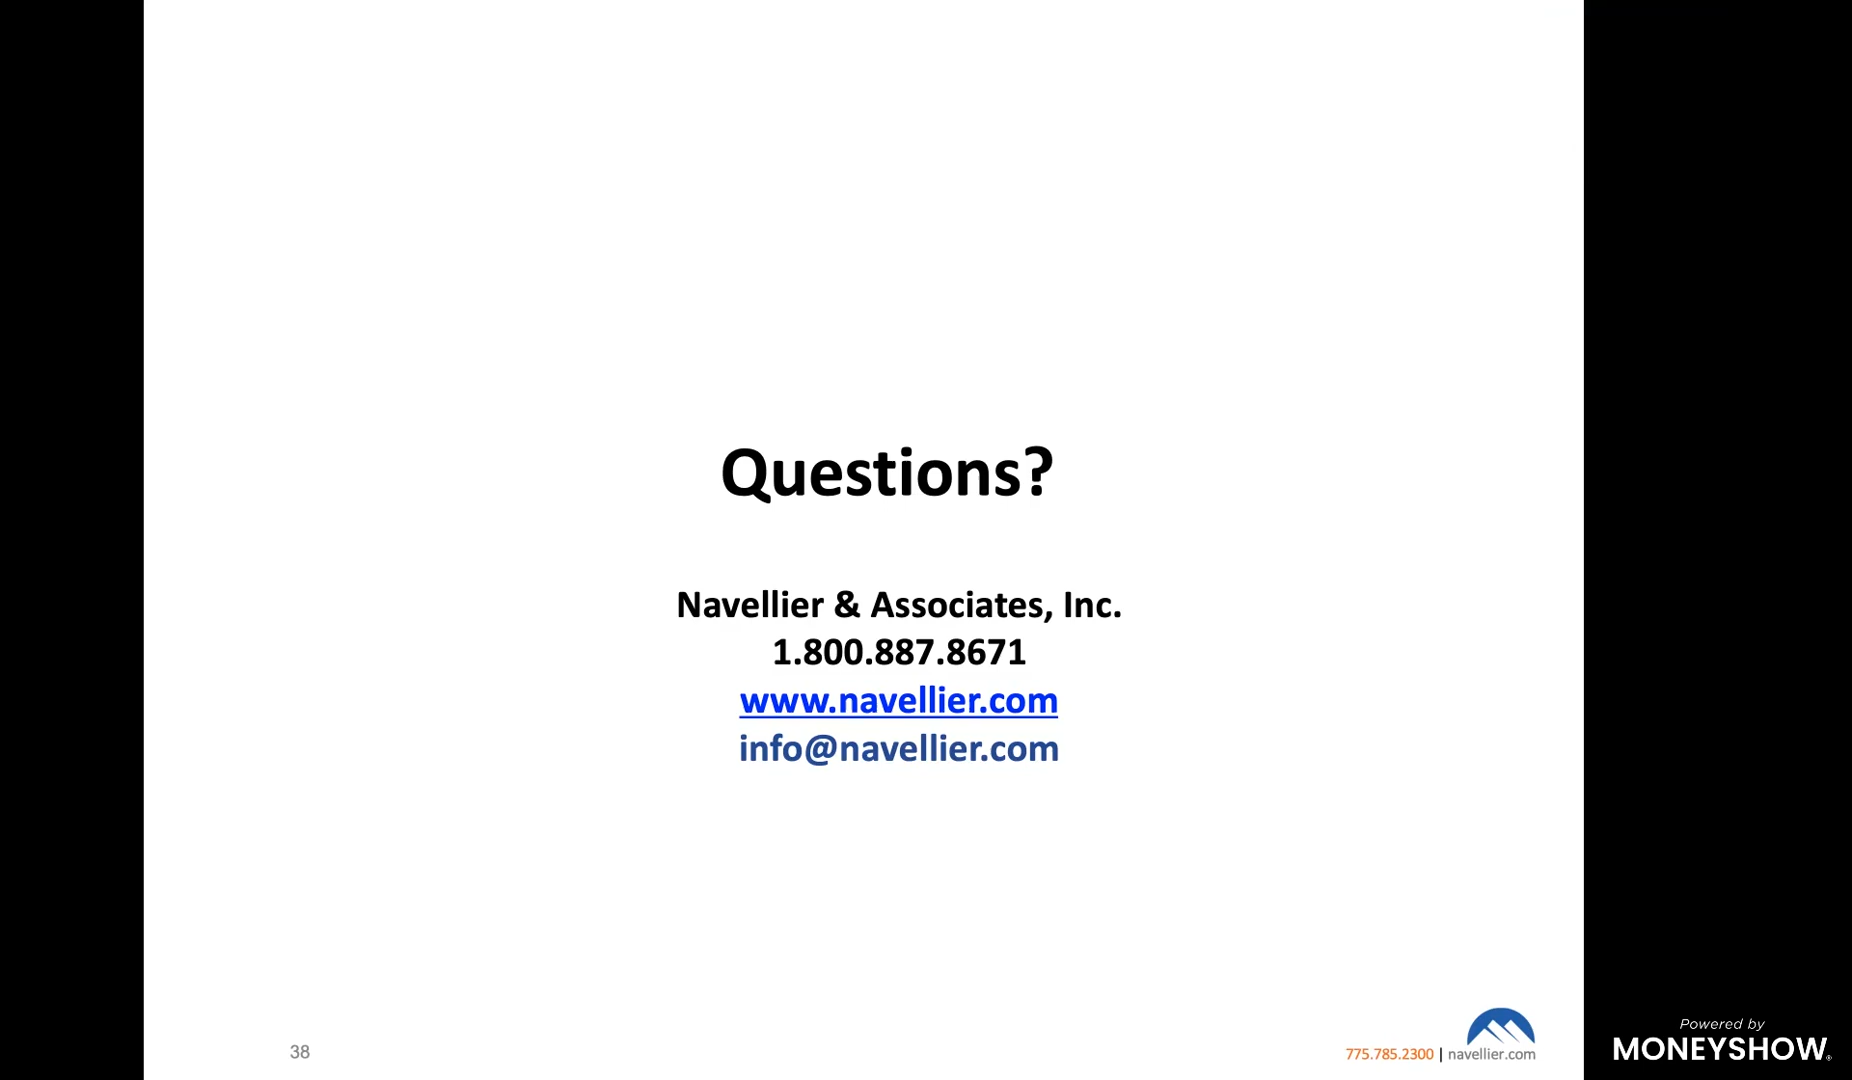 Questions?
Navellier & Associates, Inc.
1.800.887.8671
www.navellier.com
info@navellier.com
38
775.785.2300 | navellier.com
Powered by
MONEYSHOW®